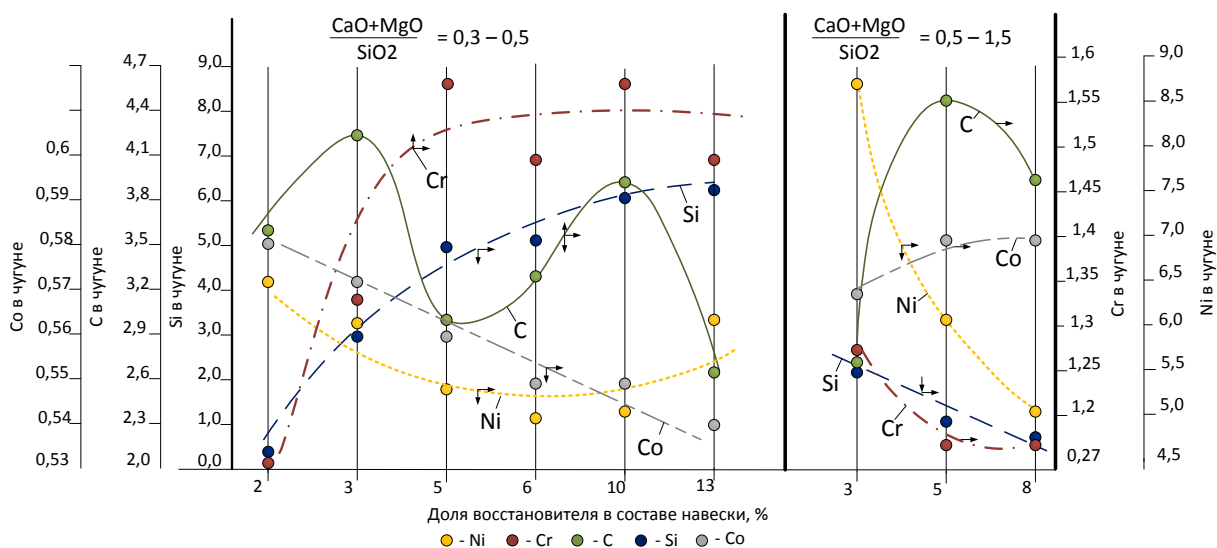 CaO+MgO
SiO2
= 0,3 – 0,5
CaO+MgO
SiO2
= 0,5 – 1,5
Co в чугуне
0,6
0,59
0,58
0,57
0,56
0,55
0,54
0,53
C в чугуне
4,7
4,4
4,1
3,8
3,5
3,2
2,9
2,6
2,3
2,0
Si в чугуне
9,0
8,0
7,0
6,0
5,0
4,0
3,0
2,0
1,0
0,0
Cr
Si
C
Ni
Co
C
Co
Ni
Si
Cr
Cr в чугуне
1,6
1,55
1,5
1,45
1,4
1,35
1,3
1,25
1,2
0,27
Ni в чугуне
9,0
8,5
8,0
7,5
7,0
6,5
6,0
5,5
5,0
4,5
2 3 5 6 10 13 3 5 8
Доля восстановителя в составе навески, %
- Ni - Cr - C - Si - Co